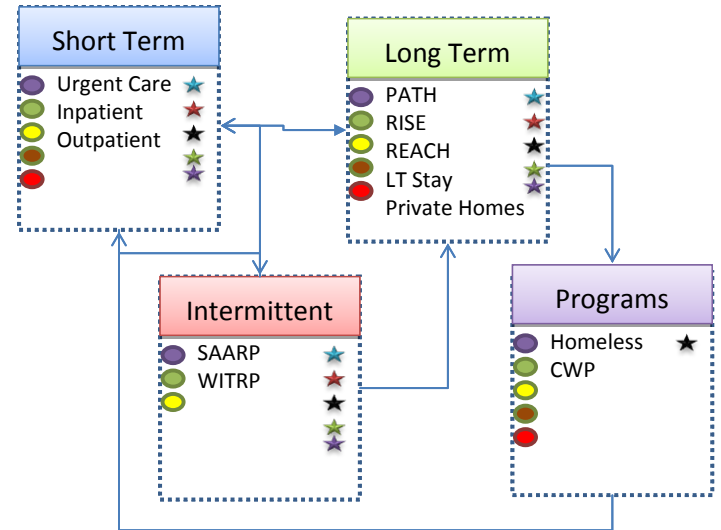 Short Term
Urgent Care
Inpatient
Outpatient
Long Term
PATH
RISE
REACH
LT Stay
Private Homes
Intermittent
SAARP
WITRP
Programs
Homeless
CWP